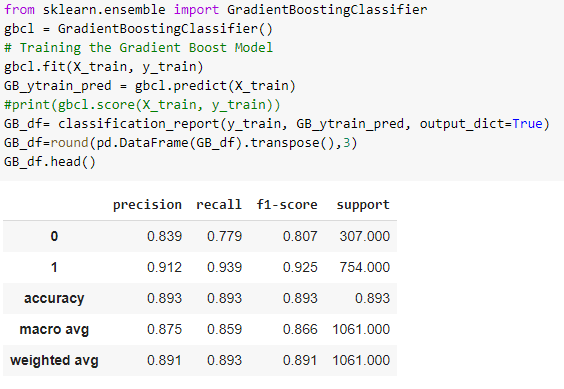 from sklearn.ensemble import GradientBoostingClassifier
gbcl = GradientBoostingClassifier()
# Training the Gradient Boost Model
gbcl.fit(X_train, y_train)
GB_ytrain_pred = gbcl.predict(X_train)
#print(gbcl.score(X_train, y_train))
GB_df= classification_report(y_train, GB_ytrain_pred, output_dict=True)
GB_df=round(pd.DataFrame(GB_df).transpose(),3)
GB_df.head()
precision recall f1-score support
0 0.839 0.779 0.807 307.000
1 0.912 0.939 0.925 754.000
accuracy 0.893 0.893 0.893 0.893
macro avg 0.875 0.859 0.866 1061.000
weighted avg 0.891 0.893 0.891 1061.000